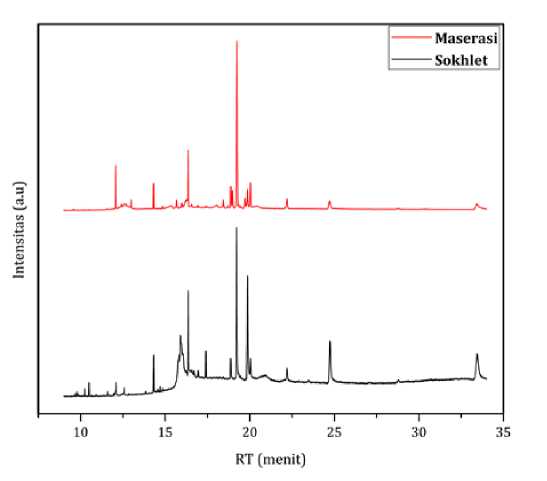 Maserasi
Sokhlet
Intensitas (a.u)
10 15 20 25 30 35
RT (menit)